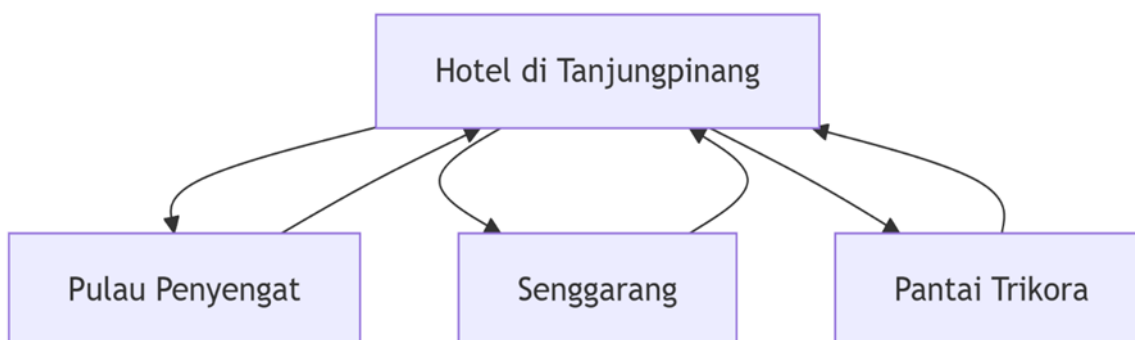 Hotel di Tanjungpinang
Pulau Penyengat
Senggarang
Pantai Trikora